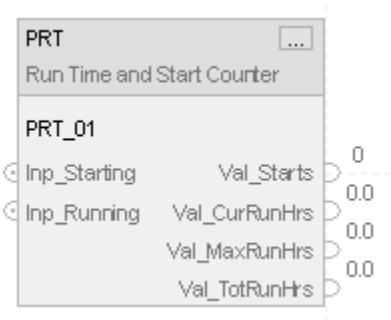 PRT ...
Run Time and Start Counter
PRT_01
0
Inp_Starting Val_Starts
0.0
Inp_Running Val_CurRunHrs
0.0
Val_MaxRunHrs
0.0
Val_TotRunHrs